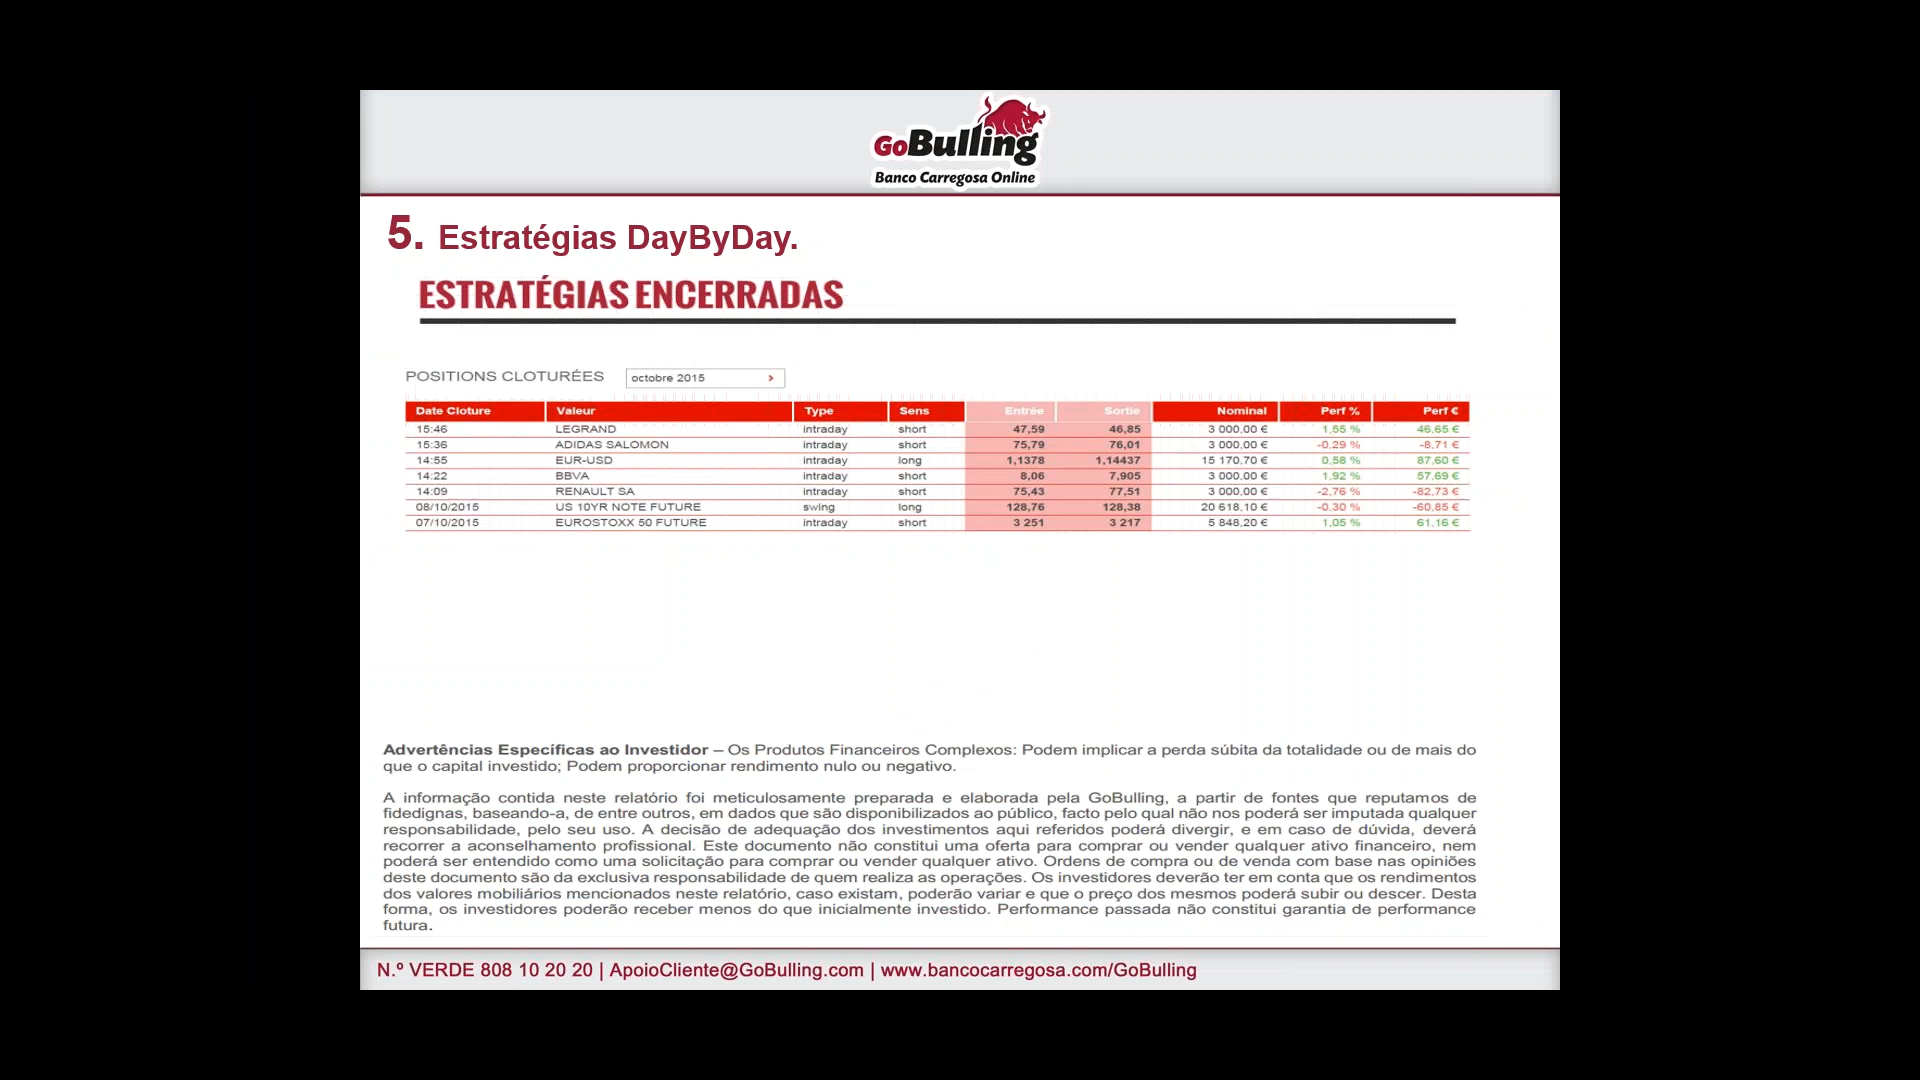 GoBulling
Banco Carregosa Online
5. Estratégias DayByDay.
ESTRATÉGIAS ENCERRADAS
POSITIONS CLOTURÉES octobre 2015 >
Date Cloture Valeur Type Sens Entrée Sortie Nominal Perf % Perf €
15:46 LEGRAND intraday short 47,59 46,85 3 000,00 € 1,55 % 46,65 €
15:36 ADIDAS SALOMON intraday short 75,79 76,01 3 000,00 € -0,29 % -8,71 €
14:55 EUR-USD intraday long 1,1378 1,14437 15 170,70 € 0,58 % 87,60 €
14:22 BBVA intraday short 8,06 7,905 3 000,00 € 1,92 % 57,69 €
14:09 RENAULT SA intraday short 75,43 77,51 3 000,00 € -2,76 % -82,73 €
08/10/2015 US 10YR NOTE FUTURE swing long 128,76 128,38 20 618,10 € -0,30 % -60,85 €
07/10/2015 EUROSTOXX 50 FUTURE intraday short 3 251 3 217 5 848,20 € 1,05 % 61,16 €
Advertências Específicas ao Investidor – Os Produtos Financeiros Complexos: Podem implicar a perda súbita da totalidade ou de mais do
que o capital investido; Podem proporcionar rendimento nulo ou negativo.
A informação contida neste relatório foi meticulosamente preparada e elaborada pela GoBulling, a partir de fontes que reputamos de
fidedignas, baseando-a, de entre outros, em dados que são disponibilizados ao público, facto pelo qual não nos poderá ser imputada qualquer
responsabilidade, pelo seu uso. A decisão de adequação dos investimentos aqui referidos poderá divergir, e em caso de dúvida, deverá
recorrer a aconselhamento profissional. Este documento não constitui uma oferta para comprar ou vender qualquer ativo financeiro, nem
poderá ser entendido como uma solicitação para comprar ou vender qualquer ativo. Ordens de compra ou de venda com base nas opiniões
deste documento são da exclusiva responsabilidade de quem realiza as operações. Os investidores deverão ter em conta que os rendimentos
dos valores mobiliários mencionados neste relatório, caso existam, poderão variar e que o preço dos mesmos poderá subir ou descer. Desta
forma, os investidores poderão receber menos do que inicialmente investido. Performance passada não constitui garantia de performance
futura.
N.º VERDE 808 10 20 20 | ApoioCliente@GoBulling.com | www.bancocarregosa.com/GoBulling